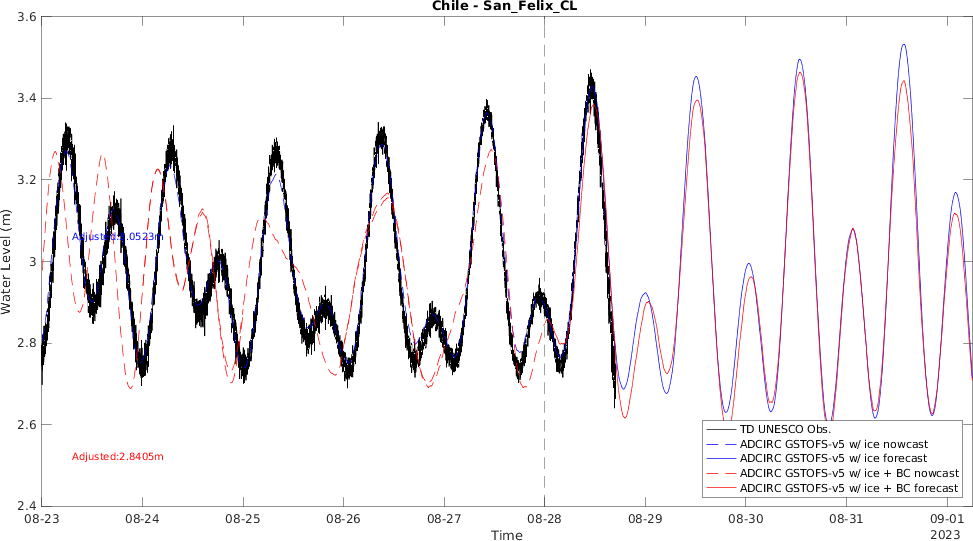 Chile - San_Felix_CL
Water Level (m)
3.6
3.4
3.2
3
2.8
2.6
2.4
Adjusted:2.8405m
TD UNESCO Obs.
ADCIRC GSTOFS-v5 w/ ice nowcast
ADCIRC GSTOFS-v5 w/ ice forecast
ADCIRC GSTOFS-v5 w/ ice + BC nowcast
ADCIRC GSTOFS-v5 w/ ice + BC forecast
08-23 08-24 08-25 08-26 08-27 08-28 08-29 08-30 08-31 09-01
2023
Time